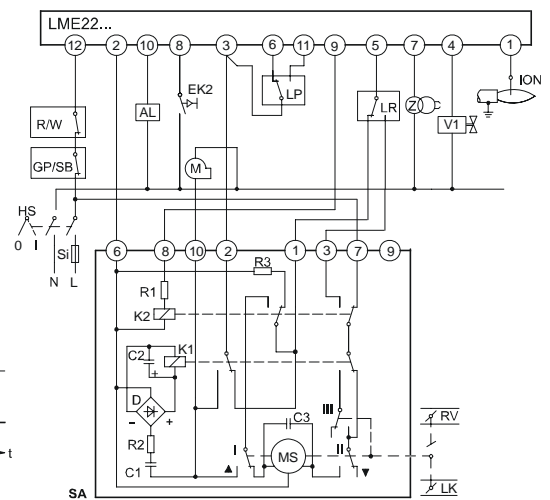 LME22...
12 2 10 8 3 6 11 9 5 7 4 1
ION
EK2
R/W
AL
LP
LR
Z
V1
GP/SB
M
HS
0 I
Si
N L
6 8 10 2 1 3 7 9
R3
R1
K2
I
I
K1
C2
+
D
- +
III
C3
RV
R2
I
MS
II
t
C1
SA
LK